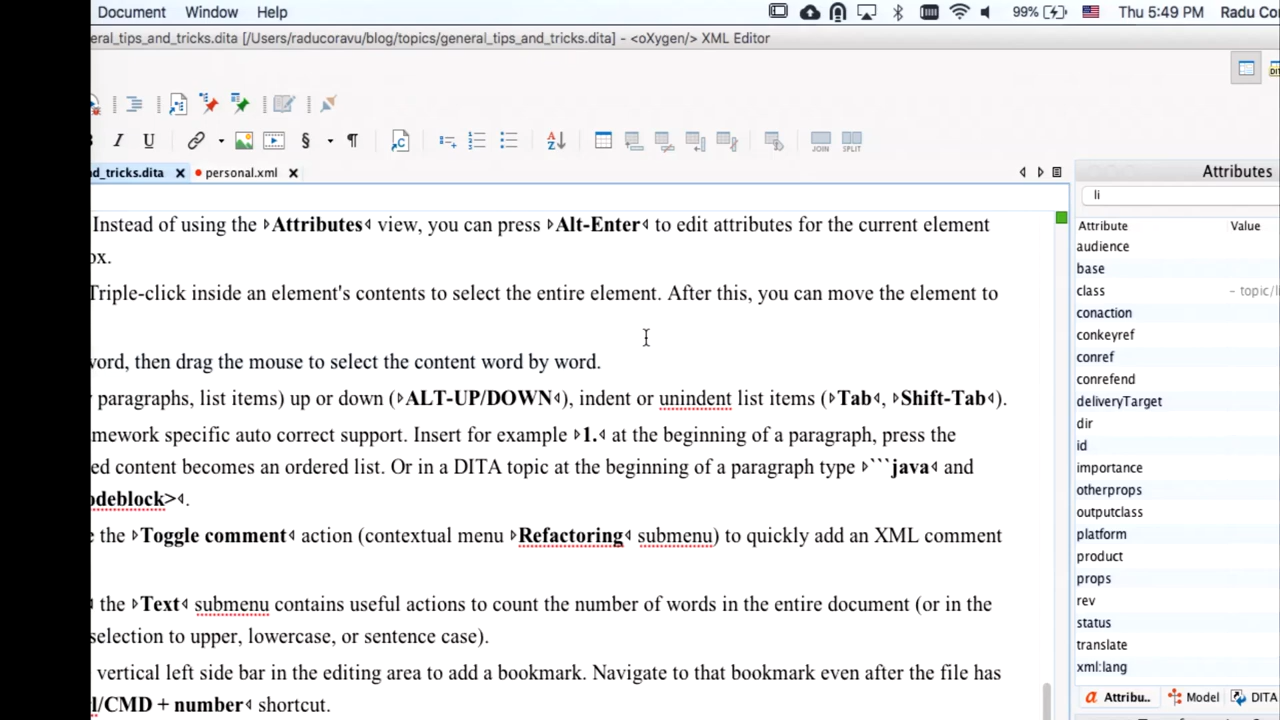 Document Window Help 99% Thu 5:49 PM Radu Co
eral_tips_and_tricks.dita [/Users/raducoravu/blog/topics/general_tips_and_tricks.dita] - <oXygen/> XML Editor
JOIN SPLIT
nd_tricks.dita personal.xml
Attributes
li
Instead of using the Attributes view, you can press Alt-Enter to edit attributes for the current element
ox.
Triple-click inside an element's contents to select the entire element. After this, you can move the element to
word, then drag the mouse to select the content word by word.
paragraphs, list items) up or down (ALT-UP/DOWN), indent or unindent list items (Tab, Shift-Tab).
mework specific auto correct support. Insert for example 1. at the beginning of a paragraph, press the
ed content becomes an ordered list. Or in a DITA topic at the beginning of a paragraph type ```java and
odeblock>.
e the Toggle comment action (contextual menu Refactoring submenu) to quickly add an XML comment
the Text submenu contains useful actions to count the number of words in the entire document (or in the
selection to upper, lowercase, or sentence case).
vertical left side bar in the editing area to add a bookmark. Navigate to that bookmark even after the file has
l/CMD + number shortcut.
Attribute Value
audience
base
class - topic/l
conaction
conkeyref
conref
conrefend
deliveryTarget
dir
id
importance
otherprops
outputclass
platform
product
props
rev
status
translate
xml:lang
Attribu.. Model DITA